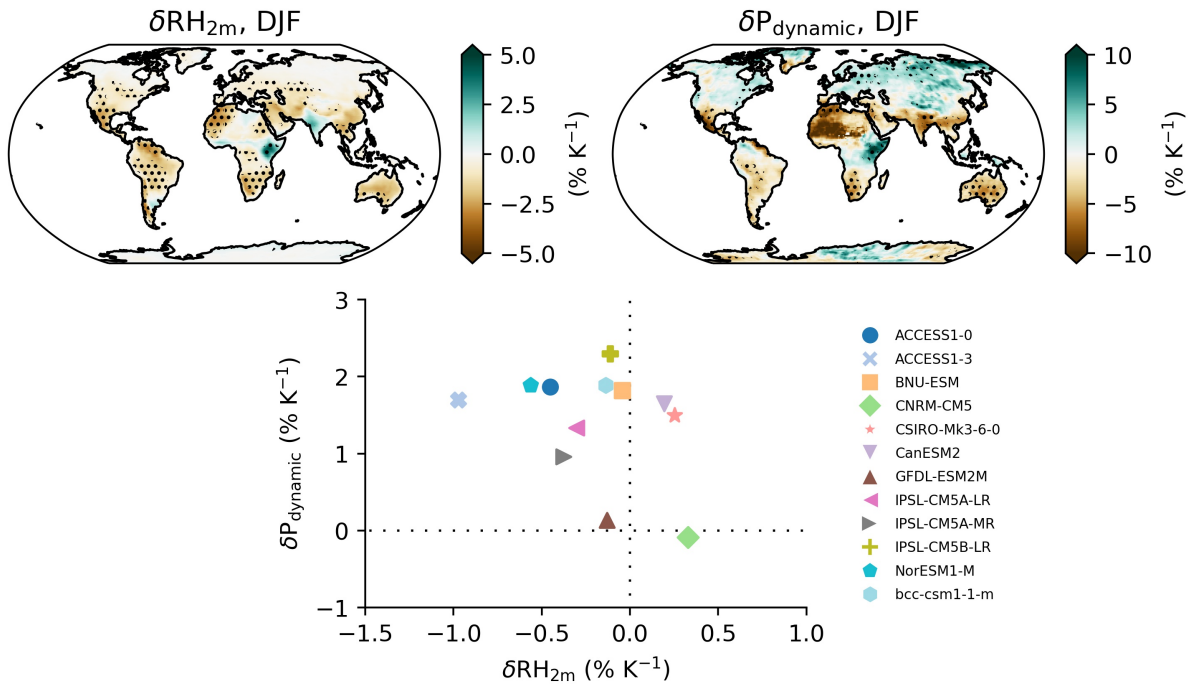 δRH2m, DJF
5.0
2.5
0.0
−2.5
−5.0
(% K−1)
δPdynamic, DJF
10
5
0
−5
−10
(% K−1)
3
2
1
0
−1
δPdynamic (% K−1)
−1.5 −1.0 −0.5 0.0 0.5 1.0
δRH2m (% K−1)
ACCESS1-0
ACCESS1-3
BNU-ESM
CNRM-CM5
CSIRO-Mk3-6-0
CanESM2
GFDL-ESM2M
IPSL-CM5A-LR
IPSL-CM5A-MR
IPSL-CM5B-LR
NorESM1-M
bcc-csm1-1-m